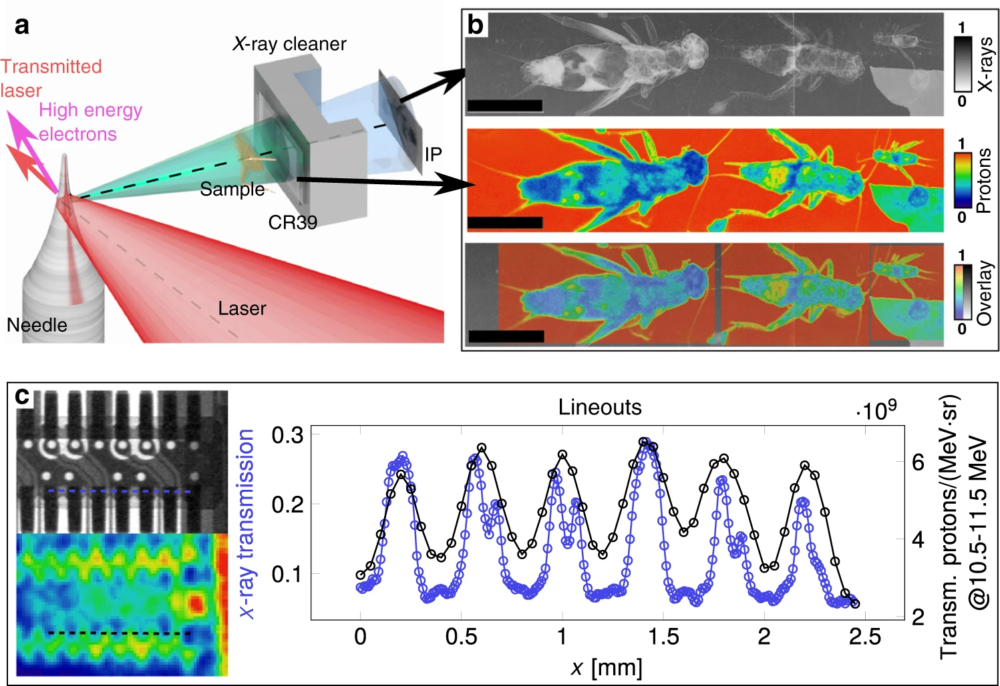 a
X-ray cleaner
Transmitted
laser
High energy
electrons
IP
Sample
CR39
Laser
Needle
b
1
0
X-rays
1
0
Protons
1
0
Overlay
c
Lineouts
·10⁹
x-ray transmission
0.3
0.2
0.1
6
4
2
Transm. protons/(MeV·sr)
@10.5-11.5 MeV
0 0.5 1 1.5 2 2.5
x [mm]